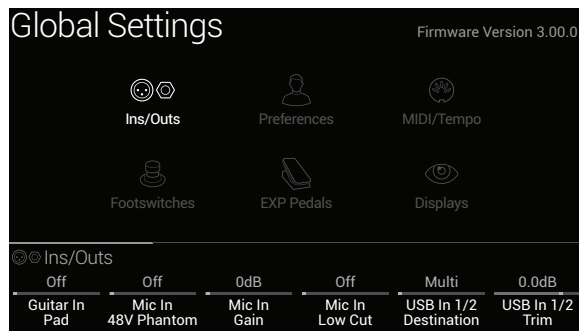 Global Settings
Firmware Version 3.00.0
Ins/Outs
Preferences
MIDI/Tempo
Footswitches
EXP Pedals
Displays
Ins/Outs
Off
Off
0dB
Off
Multi
0.0dB
Guitar In
Pad
Mic In
48V Phantom
Mic In
Gain
Mic In
Low Cut
USB In 1/2
Destination
USB In 1/2
Trim